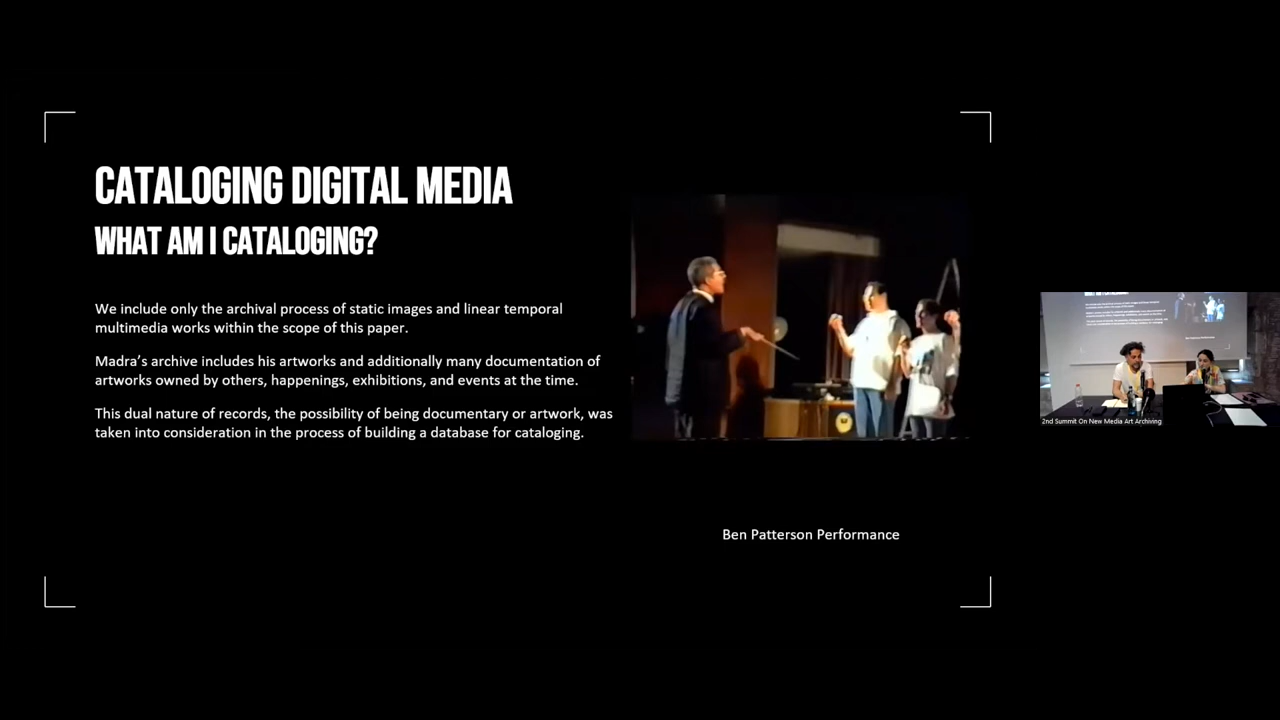 CATALOGING DIGITAL MEDIA
WHAT AM I CATALOGING?
We include only the archival process of static images and linear temporal
multimedia works within the scope of this paper.
Madra's archive includes his artworks and additionally many documentation of
artworks owned by others, happenings, exhibitions, and events at the time.
This dual nature of records, the possibility of being documentary or artwork, was
taken into consideration in the process of building a database for cataloging.
Ben Patterson Performance
2nd Summit On New Media Art Archiving